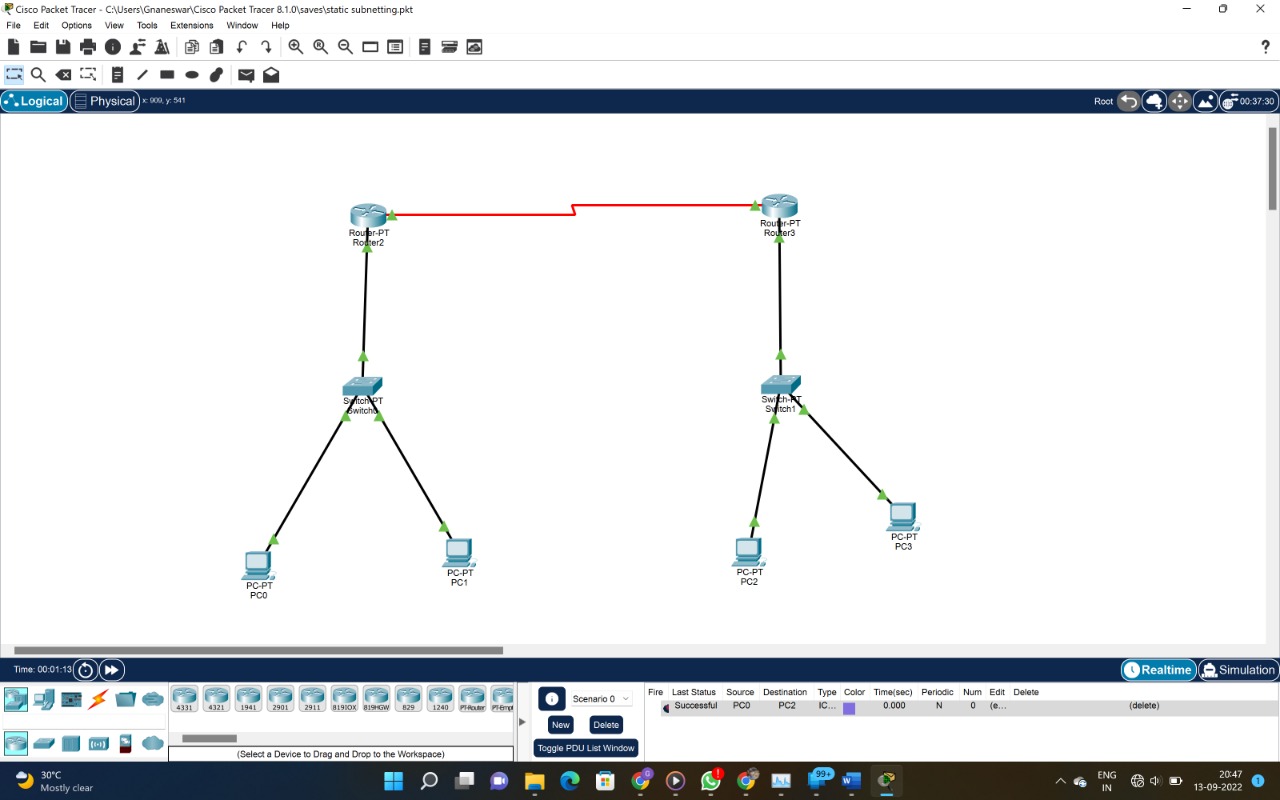 Cisco Packet Tracer - C:\Users\Gnaneswar\Cisco Packet Tracer 8.1.0\saves\static subnetting.pkt
File Edit Options View Tools Extensions Window Help
?
Logical Physical x: 909, y: 541 Root 00:37:30
Router-PT
Router2
Router-PT
Router3
Switch-PT
Switch0
Switch-PT
Switch1
PC-PT
PC0
PC-PT
PC1
PC-PT
PC2
PC-PT
PC3
Time: 00:01:13 Realtime Simulation
4331 4321 1941 2901 2911 819IOX 819HGW 829 1240 PT-Router PT-Empt
(Select a Device to Drag and Drop to the Workspace)
Scenario 0
New Delete
Toggle PDU List Window
Fire Last Status Source Destination Type Color Time(sec) Periodic Num Edit Delete
Successful PC0 PC2 IC... 0.000 N 0 (e... (delete)
30°C
Mostly clear
G
99+
ENG
IN
20:47
13-09-2022
1